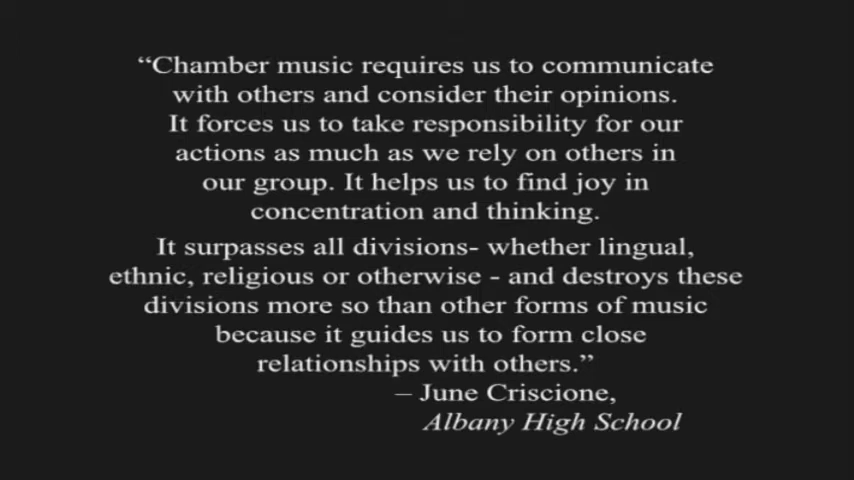 “Chamber music requires us to communicate
with others and consider their opinions.
It forces us to take responsibility for our
actions as much as we rely on others in
our group. It helps us to find joy in
concentration and thinking.
It surpasses all divisions- whether lingual,
ethnic, religious or otherwise - and destroys these
divisions more so than other forms of music
because it guides us to form close
relationships with others.”
– June Criscione,
Albany High School